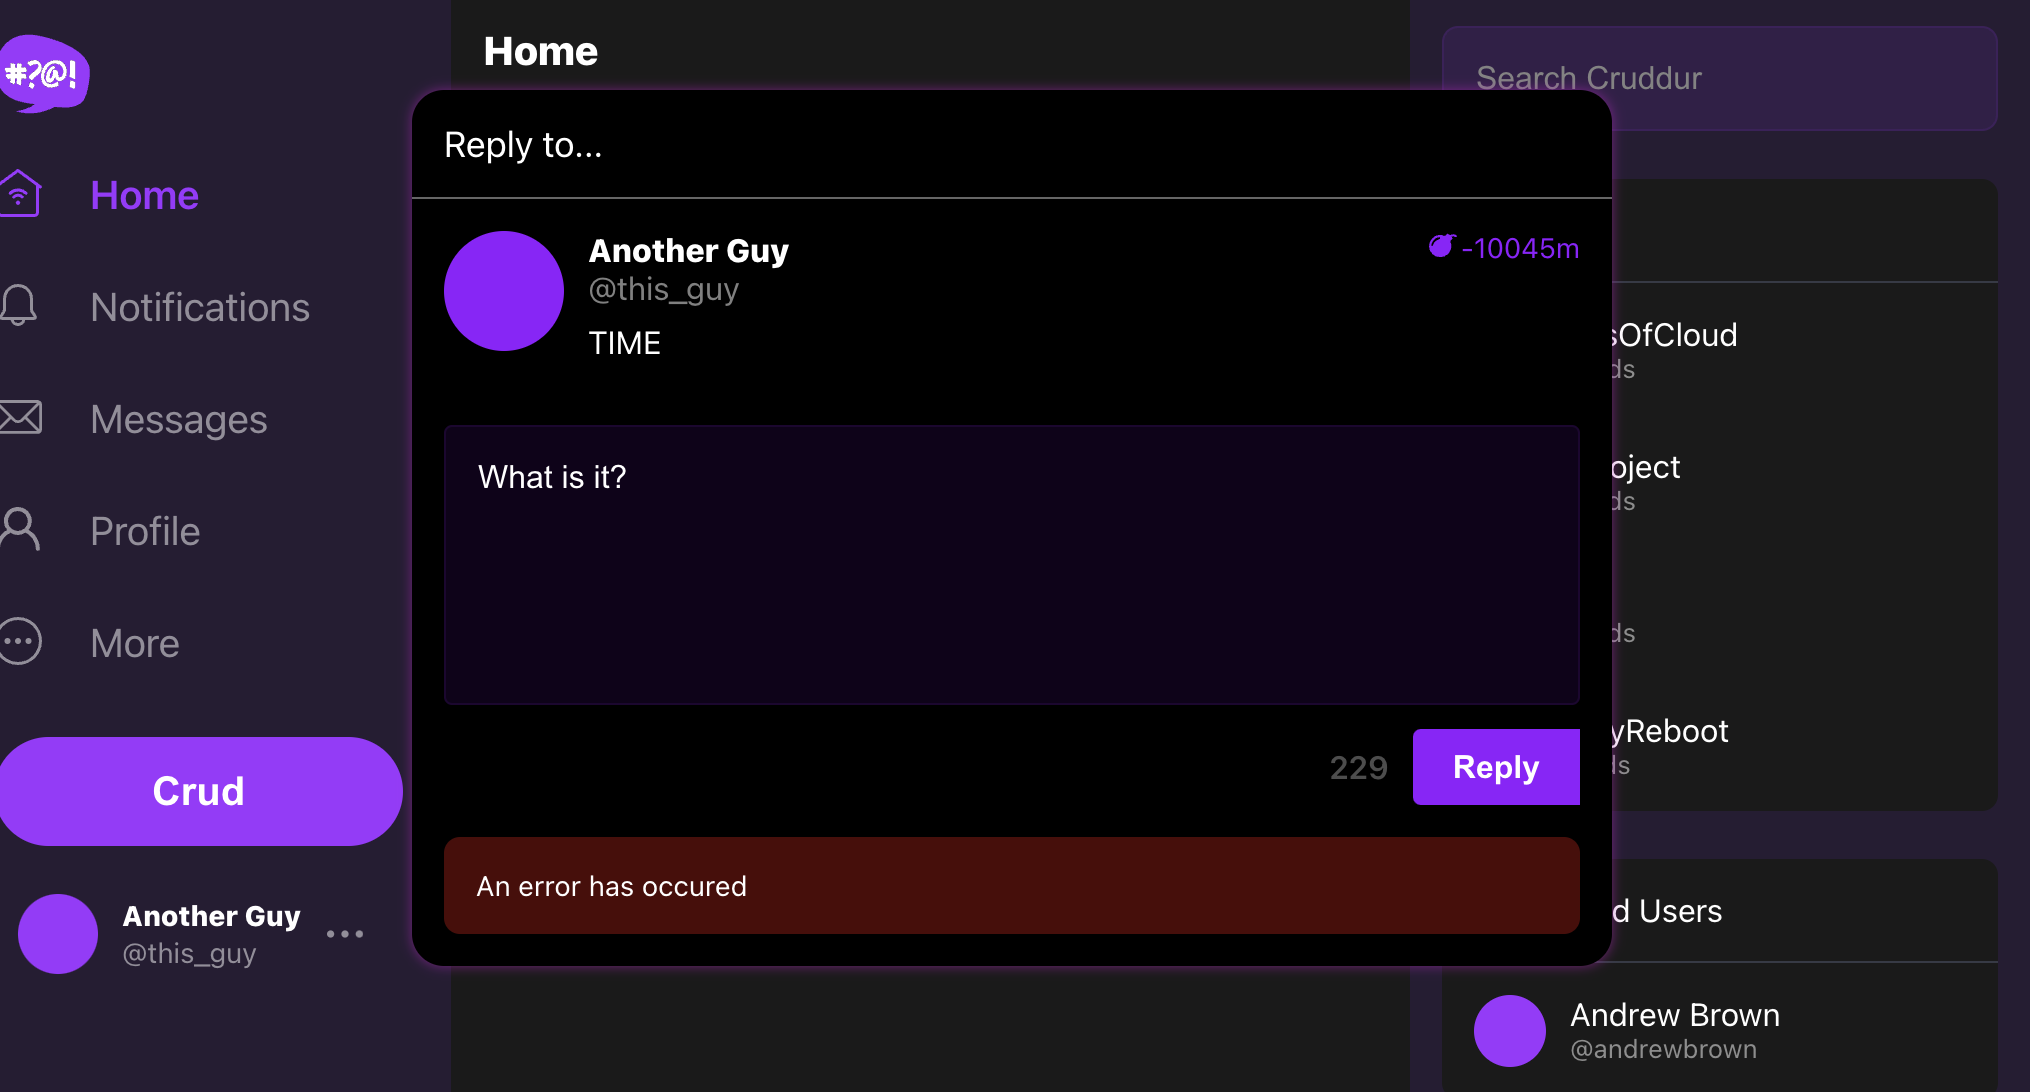 #?@!
Home
Notifications
Messages
Profile
More
Crud
Another Guy
@this_guy
Home
Reply to...
Another Guy
@this_guy
-10045m
TIME
What is it?
229
Reply
An error has occured
Search Cruddur
sOfCloud
ds
oject
ds
ds
yReboot
ds
d Users
Andrew Brown
@andrewbrown